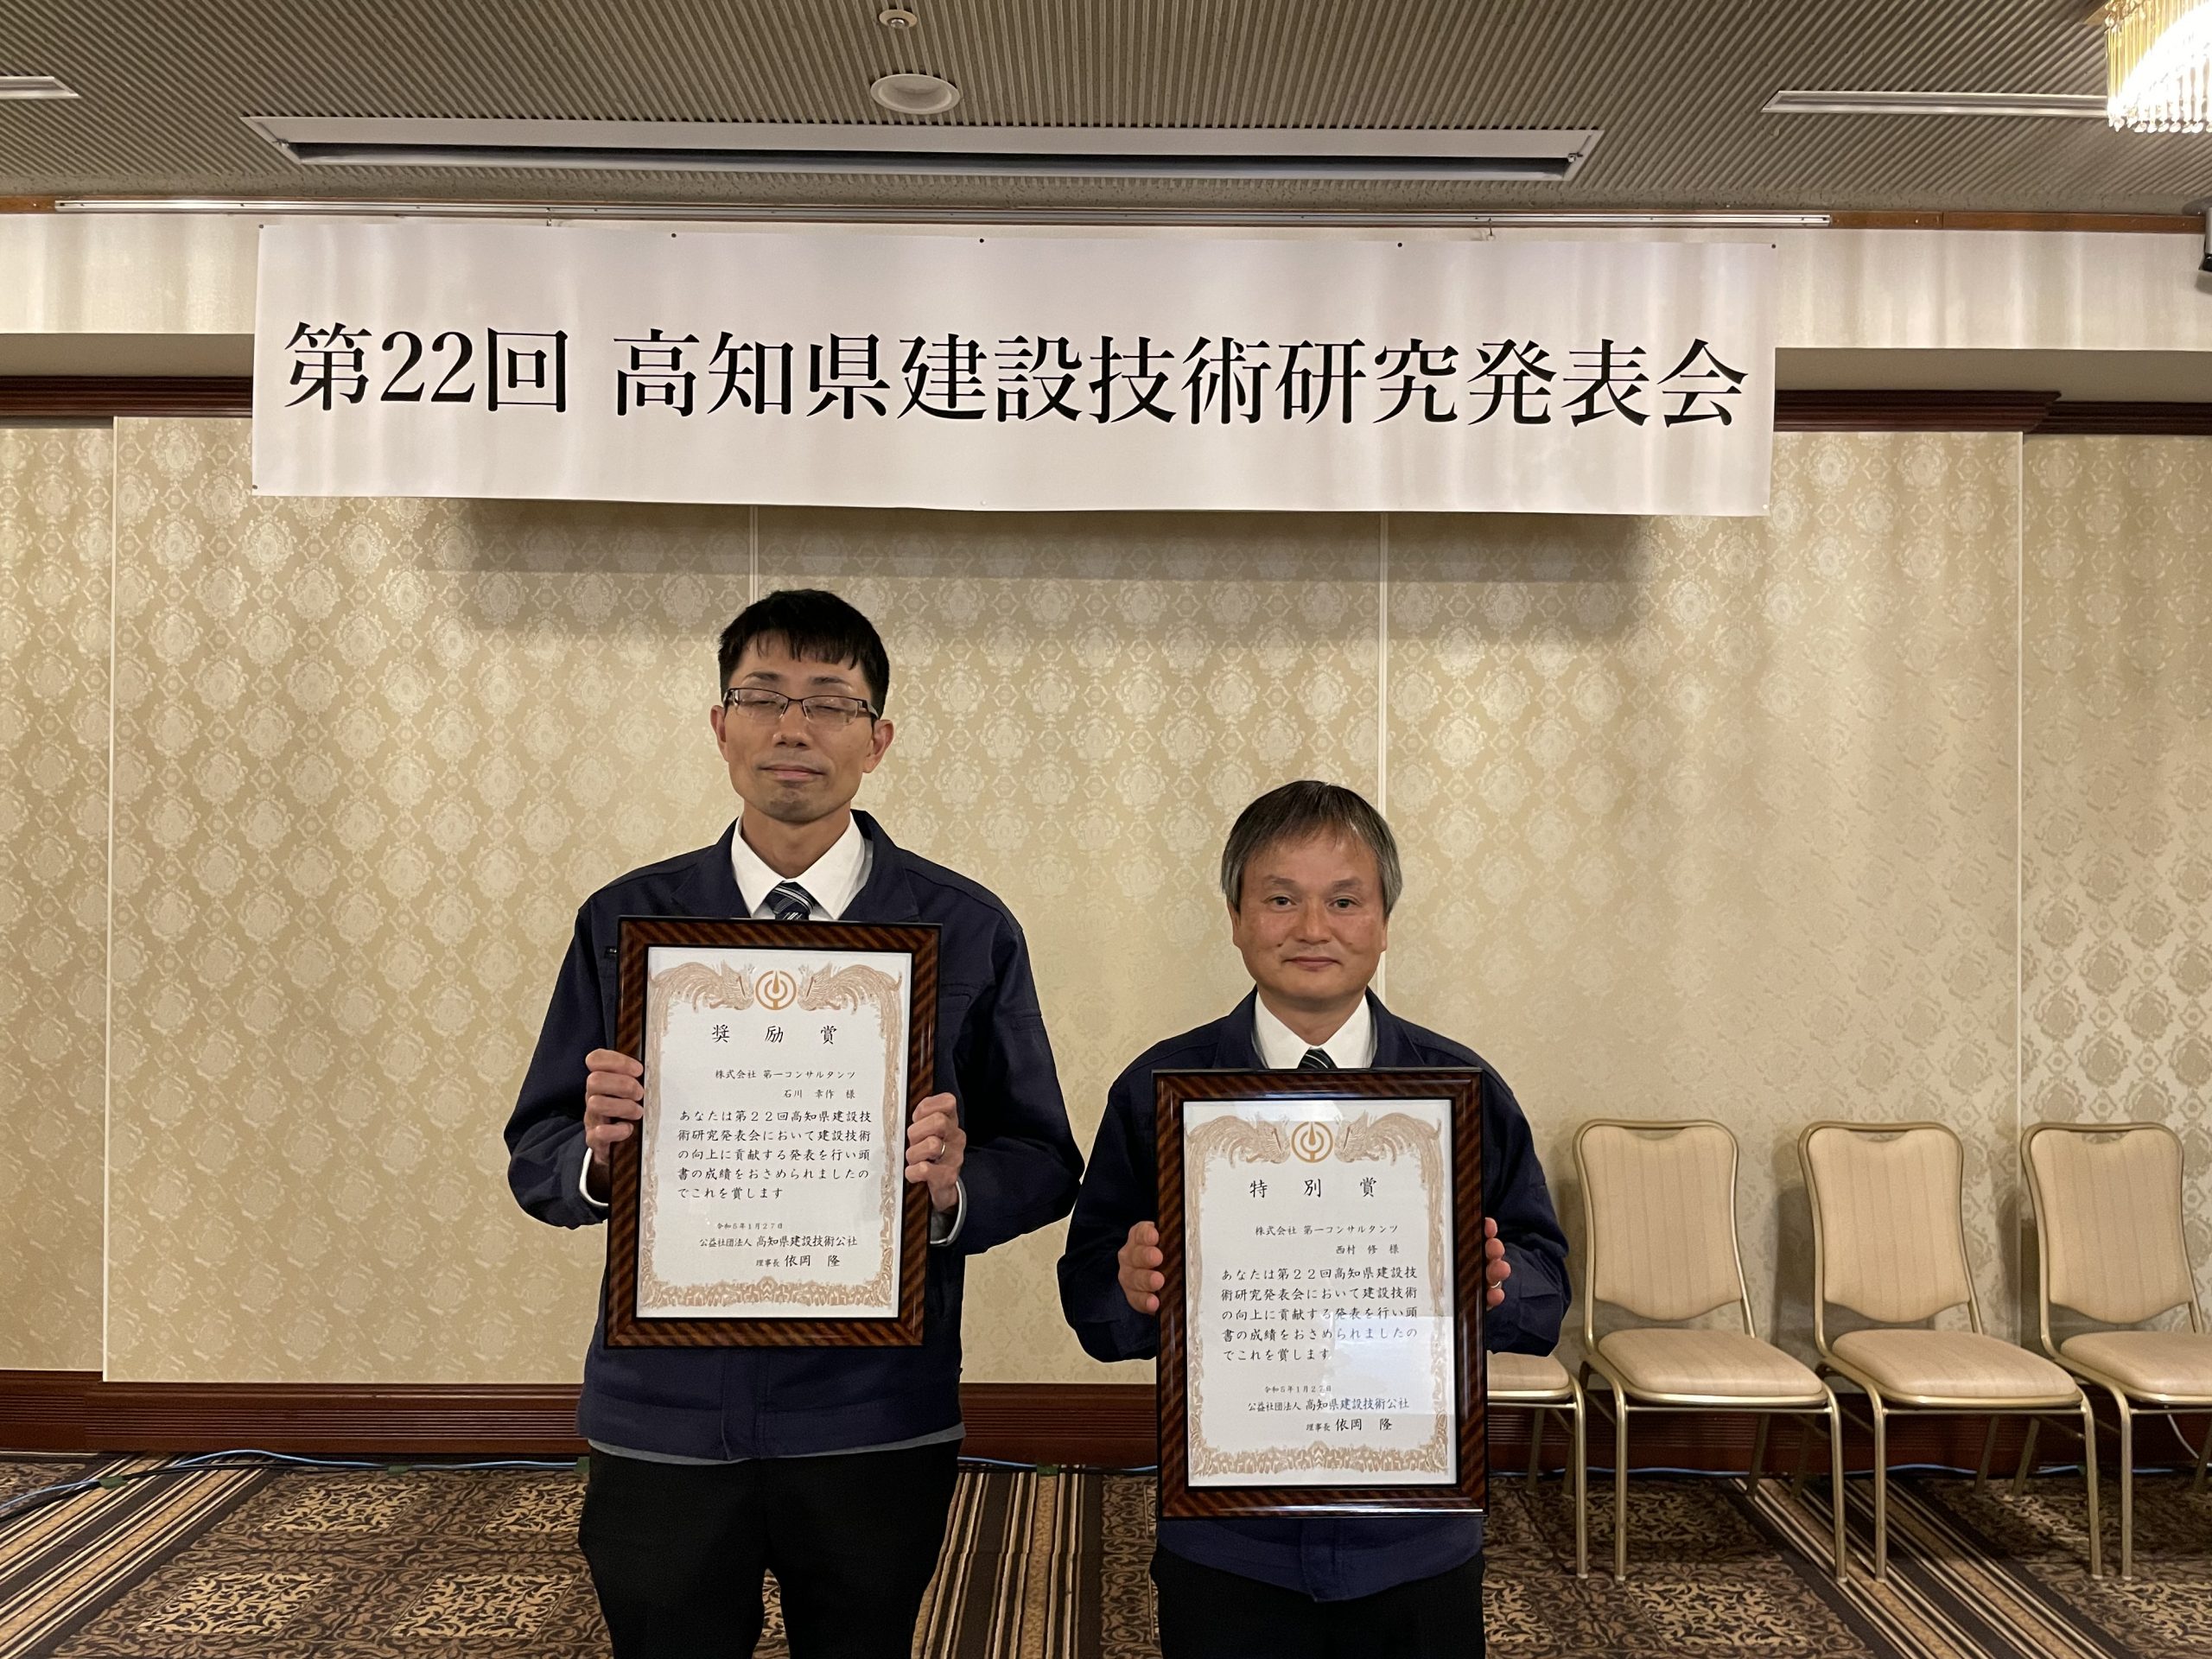 第22回 高知県建設技術研究発表会
奨励賞
株式会社 第一コンサルタンツ
石川 幸作 様
あなたは第22回高知県建設技
術研究発表会において建設技術
の向上に貢献する発表を行い頭
書の成績をおさめられましたの
でこれを賞します
令和5年1月27日
公益社団法人 高知県建設技術公社
理事長 依岡 隆
特別賞
株式会社 第一コンサルタンツ
西村 修 様
あなたは第22回高知県建設技
術研究発表会において建設技術
の向上に貢献する発表を行い頭
書の成績をおさめられましたの
でこれを賞します
令和5年1月27日
公益社団法人 高知県建設技術公社
理事長 依岡 隆